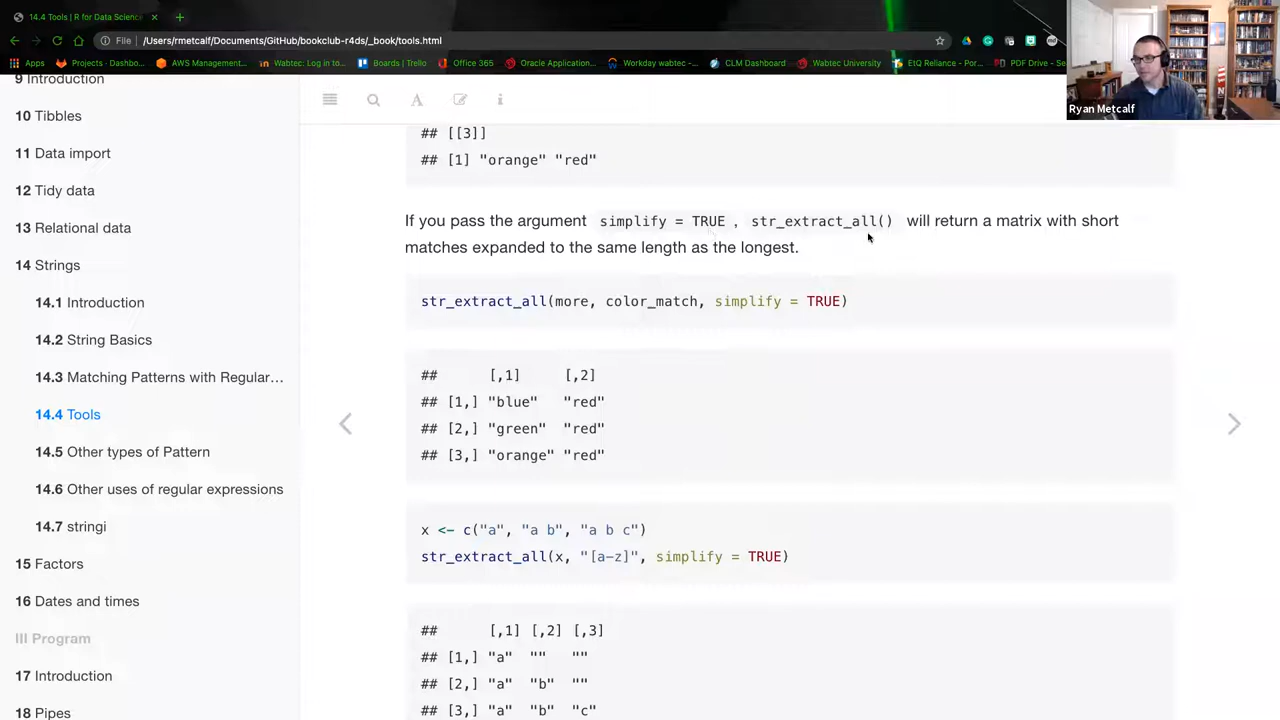 14.4 Tools | R for Data Scienc
File | /Users/rmetcalf/Documents/GitHub/bookclub-r4ds/_book/tools.html
Apps Projects - Dashbo... AWS Management... Wabtec: Log in to... Boards | Trello Office 365 Oracle Application... Workday wabtec -... CLM Dashboard Wabtec University EtQ Reliance - Por... PDF Drive - Se
Ryan Metcalf
9 Introduction
10 Tibbles
11 Data import
12 Tidy data
13 Relational data
14 Strings
14.1 Introduction
14.2 String Basics
14.3 Matching Patterns with Regular...
14.4 Tools
14.5 Other types of Pattern
14.6 Other uses of regular expressions
14.7 stringi
15 Factors
16 Dates and times
III Program
17 Introduction
18 Pipes
## [[3]]
## [1] "orange" "red"
If you pass the argument simplify = TRUE , str_extract_all() will return a matrix with short
matches expanded to the same length as the longest.
str_extract_all(more, color_match, simplify = TRUE)
## [,1] [,2]
## [1,] "blue" "red"
## [2,] "green" "red"
## [3,] "orange" "red"
x <- c("a", "a b", "a b c")
str_extract_all(x, "[a-z]", simplify = TRUE)
## [,1] [,2] [,3]
## [1,] "a" "" ""
## [2,] "a" "b" ""
## [3,] "a" "b" "c"